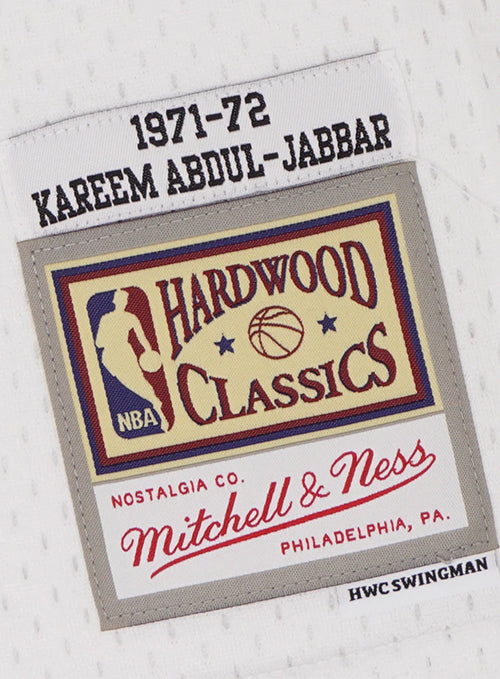 1971-72
KAREEM ABDUL-JABBAR
HARDWOOD
CLASSICS
NBA
NOSTALGIA CO.
Mitchell & Ness
PHILADELPHIA, PA.
HWC SWINGMAN